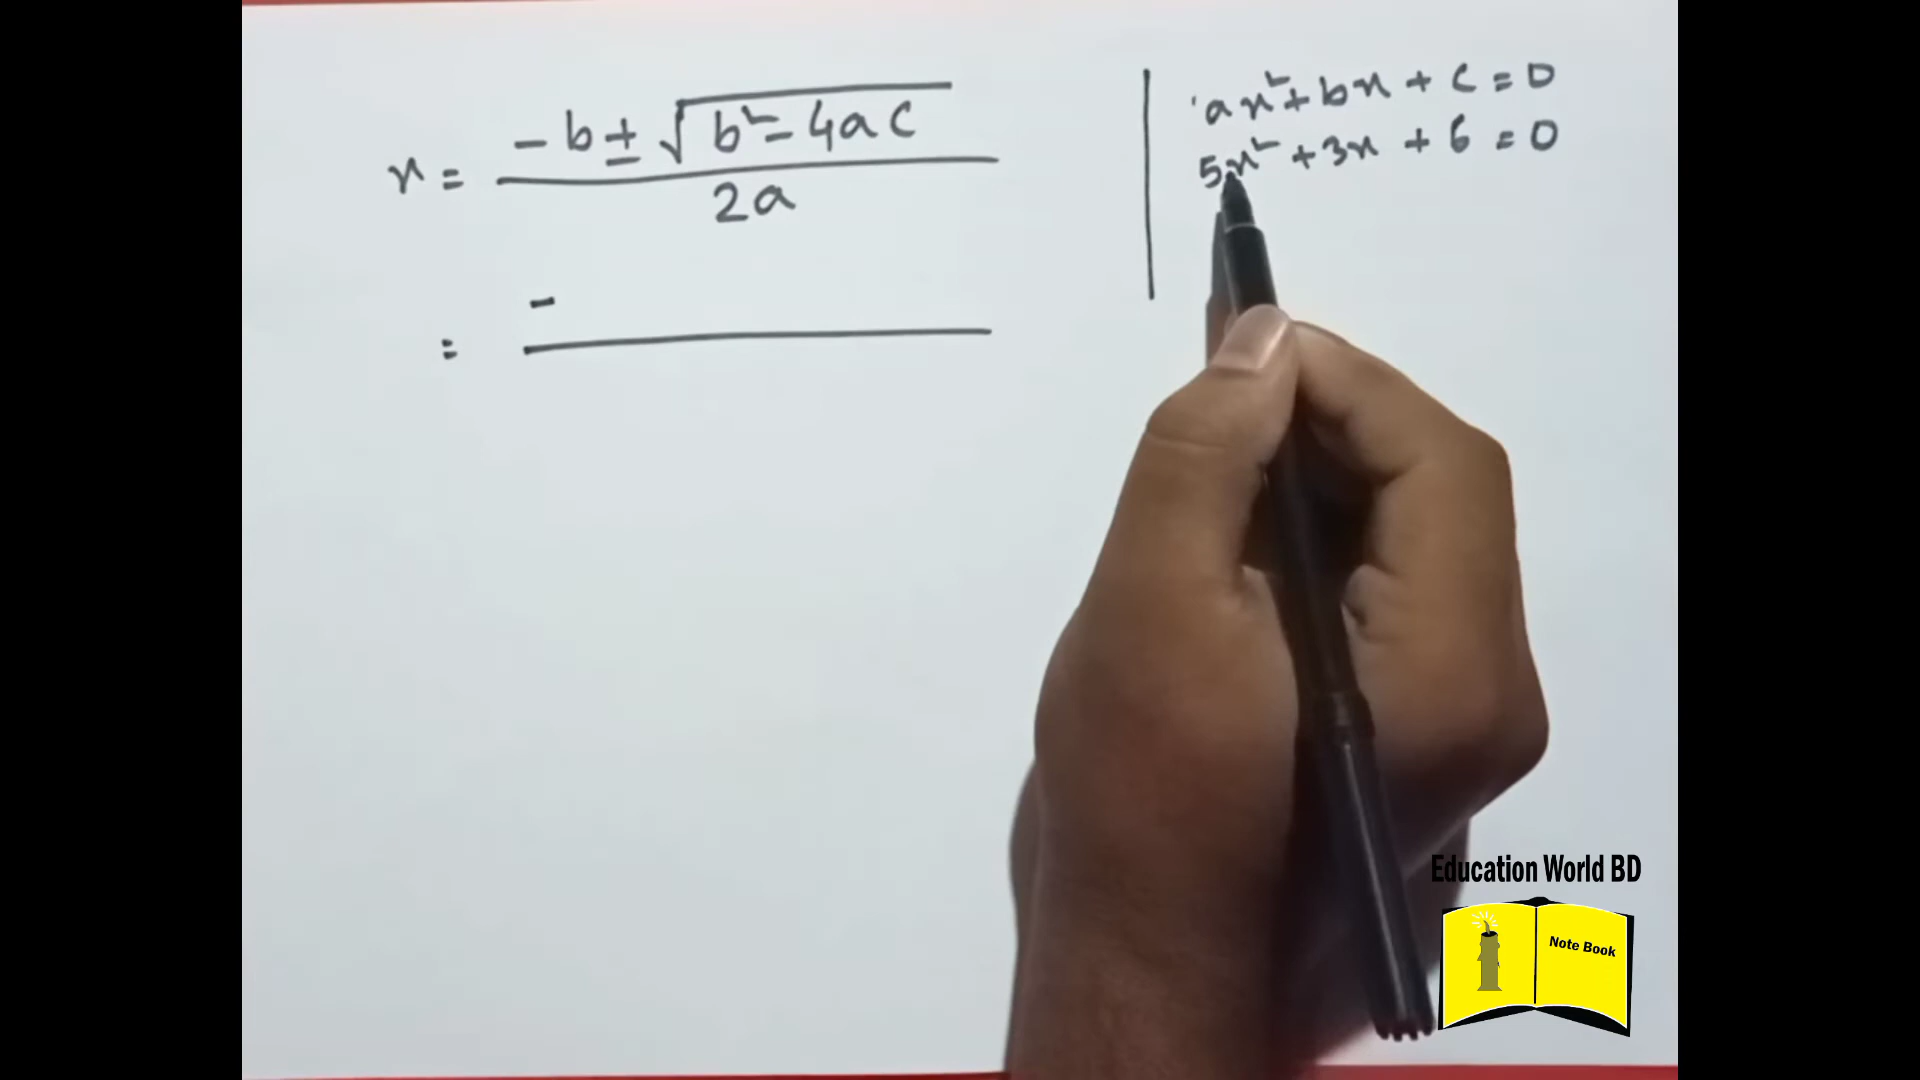 x = -b ± √b² - 4ac
2a
= -
ax² + bx + c = 0
5x² + 3x + 6 = 0
Education World BD
Note Book